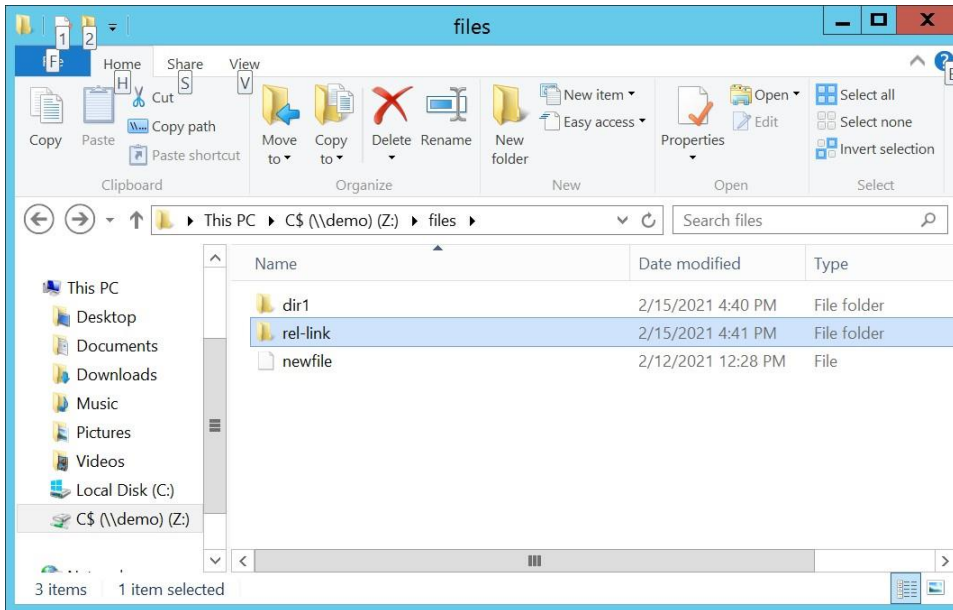 files
1 2
F
Home Share View
H S V
Copy
Paste
Cut
Copy path
Paste shortcut
Move to
Copy to
Delete
Rename
New folder
New item
Easy access
Properties
Open
Edit
Select all
Select none
Invert selection
Clipboard Organize New Open Select
This PC C$ (\\demo) (Z:) files
Search files
Name Date modified Type
This PC
Desktop
Documents
Downloads
Music
Pictures
Videos
Local Disk (C:)
C$ (\\demo) (Z:)
dir1 2/15/2021 4:40 PM File folder
rel-link 2/15/2021 4:41 PM File folder
newfile 2/12/2021 12:28 PM File
3 items 1 item selected